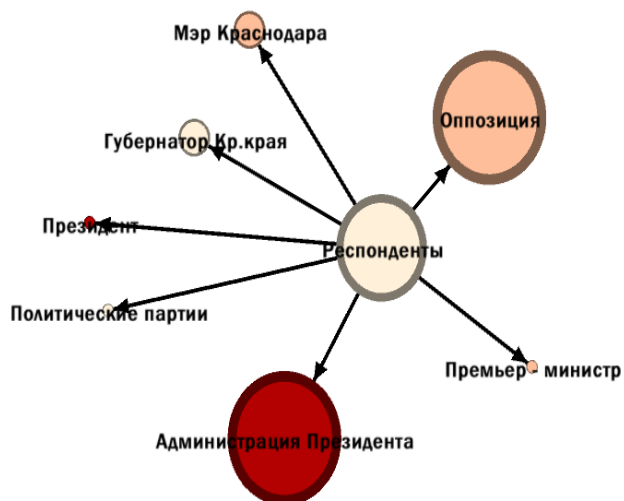 Мэр Краснодара
Оппозиция
Губернатор Кр.края
Президент
Респонденты
Политические партии
Премьер - министр
Администрация Президента